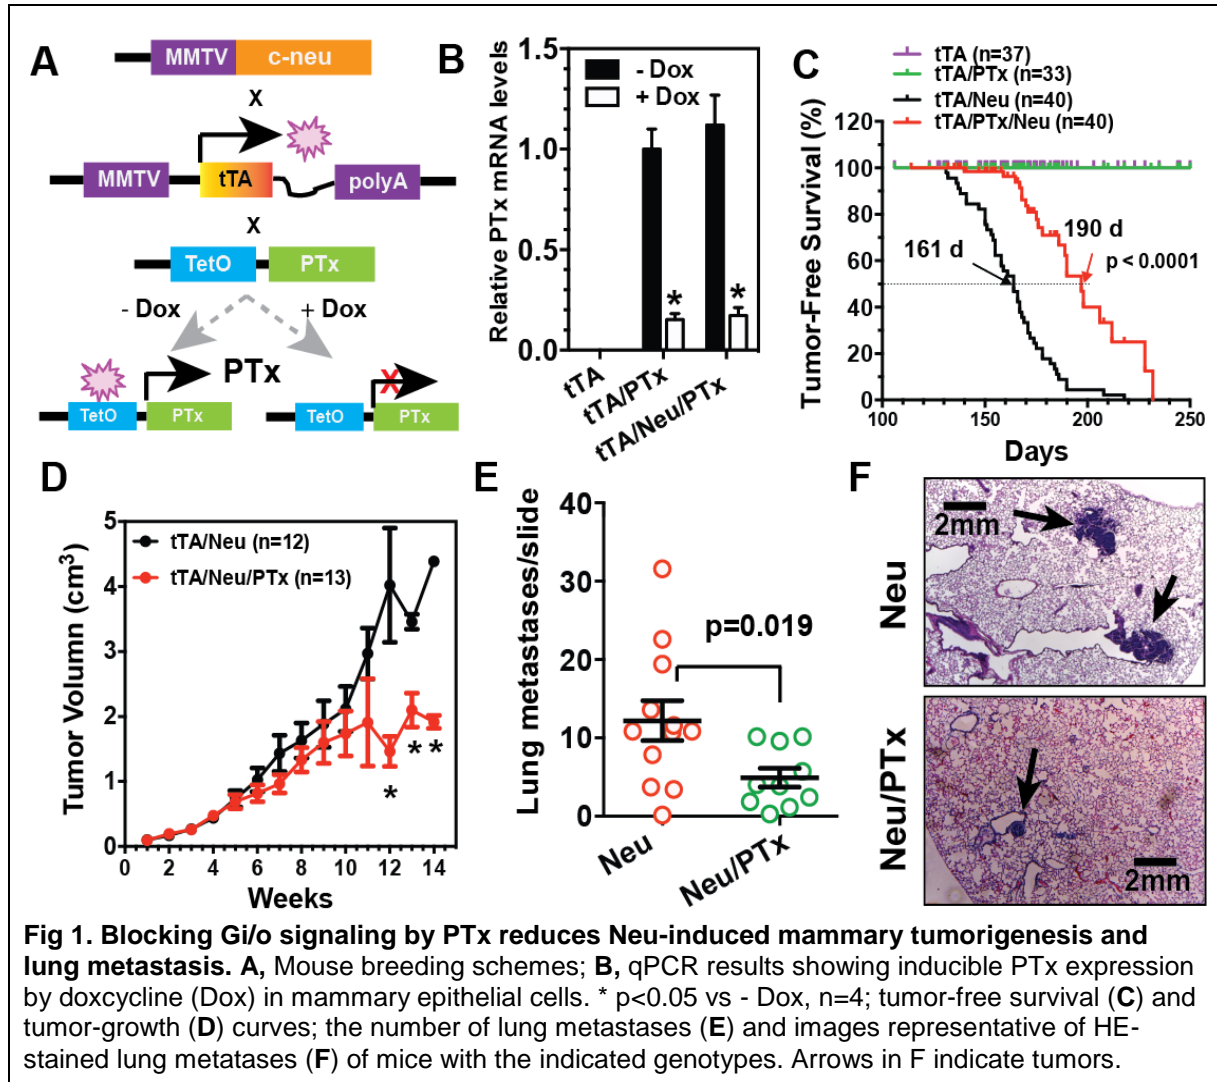 A
MMTV c-neu
X
MMTV tTA polyA
X
TetO PTx
- Dox + Dox
PTx
TetO PTx TetO X PTx
B
Relative PTx mRNA levels
1.5
1.0
0.5
0.0
- Dox
+ Dox
* *
tTA
tTA/PTx
tTA/Neu/PTx
C
tTA (n=37)
tTA/PTx (n=33)
tTA/Neu (n=40)
tTA/PTx/Neu (n=40)
Tumor-Free Survival (%)
120
100
80
60
40
20
0
161 d
190 d
p < 0.0001
100 150 200 250
Days
D
Tumor Volumn (cm³)
5
4
3
2
1
0
tTA/Neu (n=12)
tTA/Neu/PTx (n=13)
* * *
0 2 4 6 8 10 12 14
Weeks
E
Lung metastases/slide
40
30
20
10
0
p=0.019
Neu
Neu/PTx
F
Neu
2mm
Neu/PTx
2mm
Fig 1. Blocking Gi/o signaling by PTx reduces Neu-induced mammary tumorigenesis and
lung metastasis. A, Mouse breeding schemes; B, qPCR results showing inducible PTx expression
by doxcycline (Dox) in mammary epithelial cells. * p<0.05 vs - Dox, n=4; tumor-free survival (C) and
tumor-growth (D) curves; the number of lung metastases (E) and images representative of HE-
stained lung metatases (F) of mice with the indicated genotypes. Arrows in F indicate tumors.